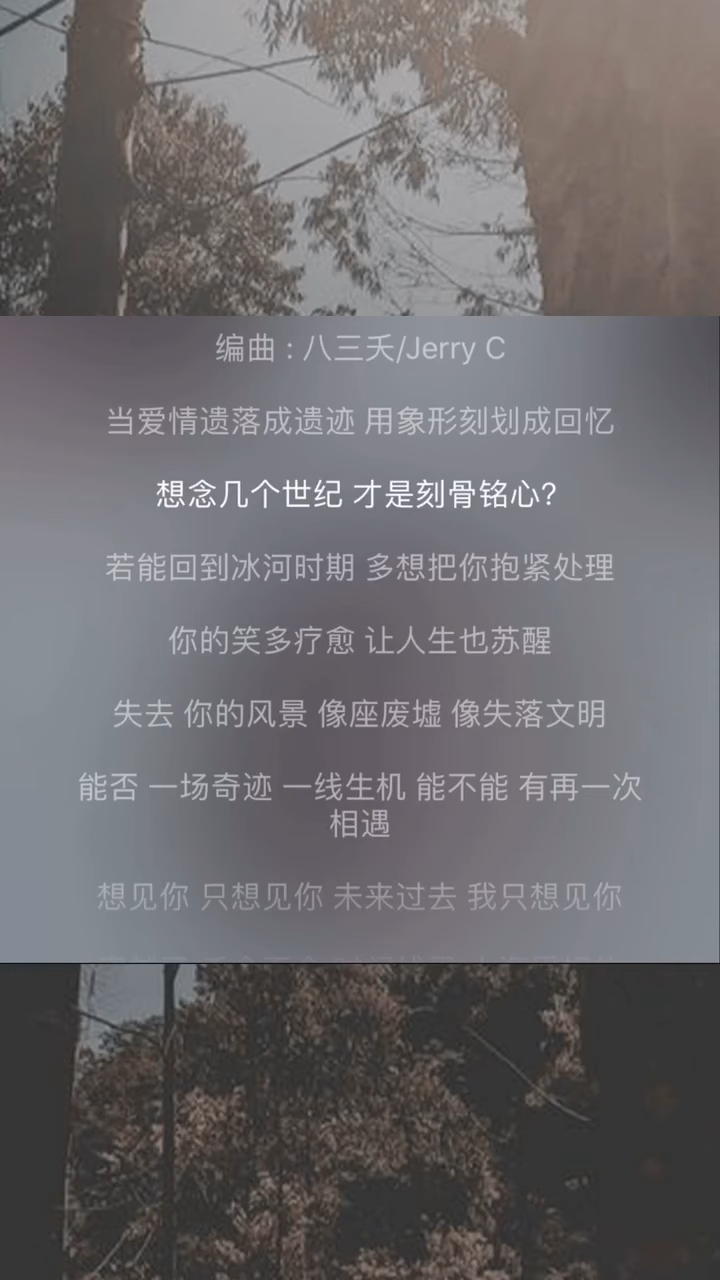 编曲 : 八三夭/Jerry C
当爱情遗落成遗迹 用象形刻划成回忆
想念几个世纪 才是刻骨铭心?
若能回到冰河时期 多想把你抱紧处理
你的笑多疗愈 让人生也苏醒
失去 你的风景 像座废墟 像失落文明
能否 一场奇迹 一线生机 能不能 有再一次
相遇
想见你 只想见你 未来过去 我只想见你